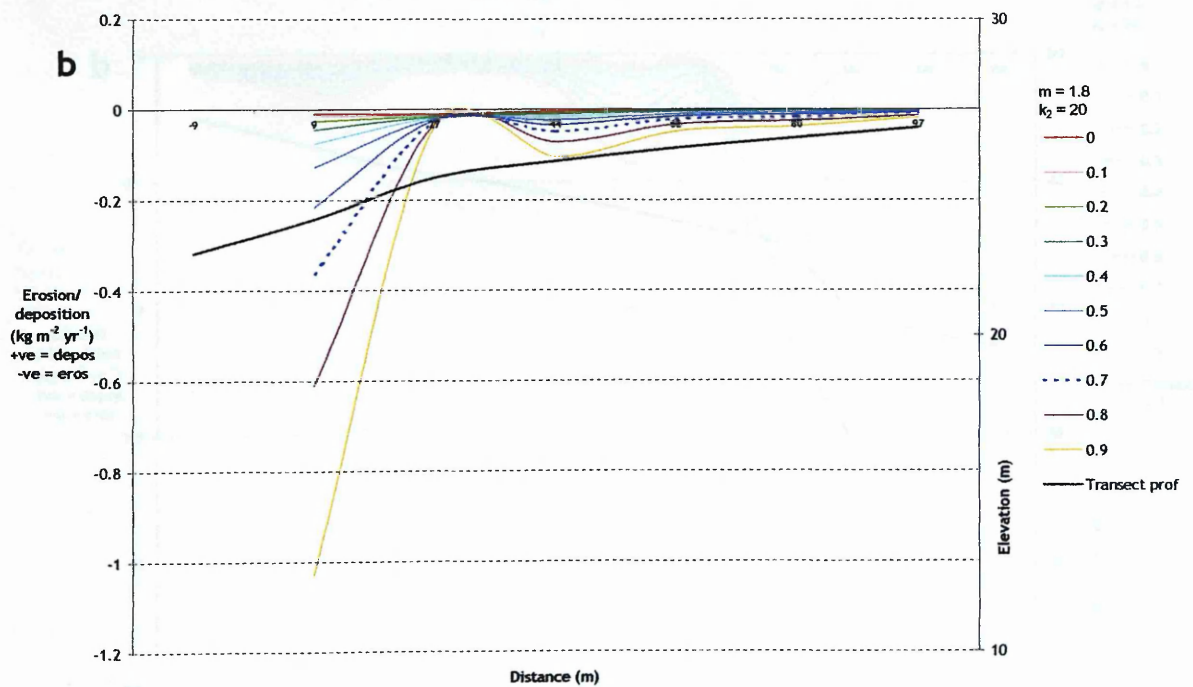 b
0.2
0
-0.2
-0.4
-0.6
-0.8
-1
-1.2
Erosion/
deposition
(kg m⁻² yr⁻¹)
+ve = depos
-ve = eros
-9
9
97
Distance (m)
30
20
10
Elevation (m)
m = 1.8
k₂ = 20
0
0.1
0.2
0.3
0.4
0.5
0.6
0.7
0.8
0.9
Transect prof